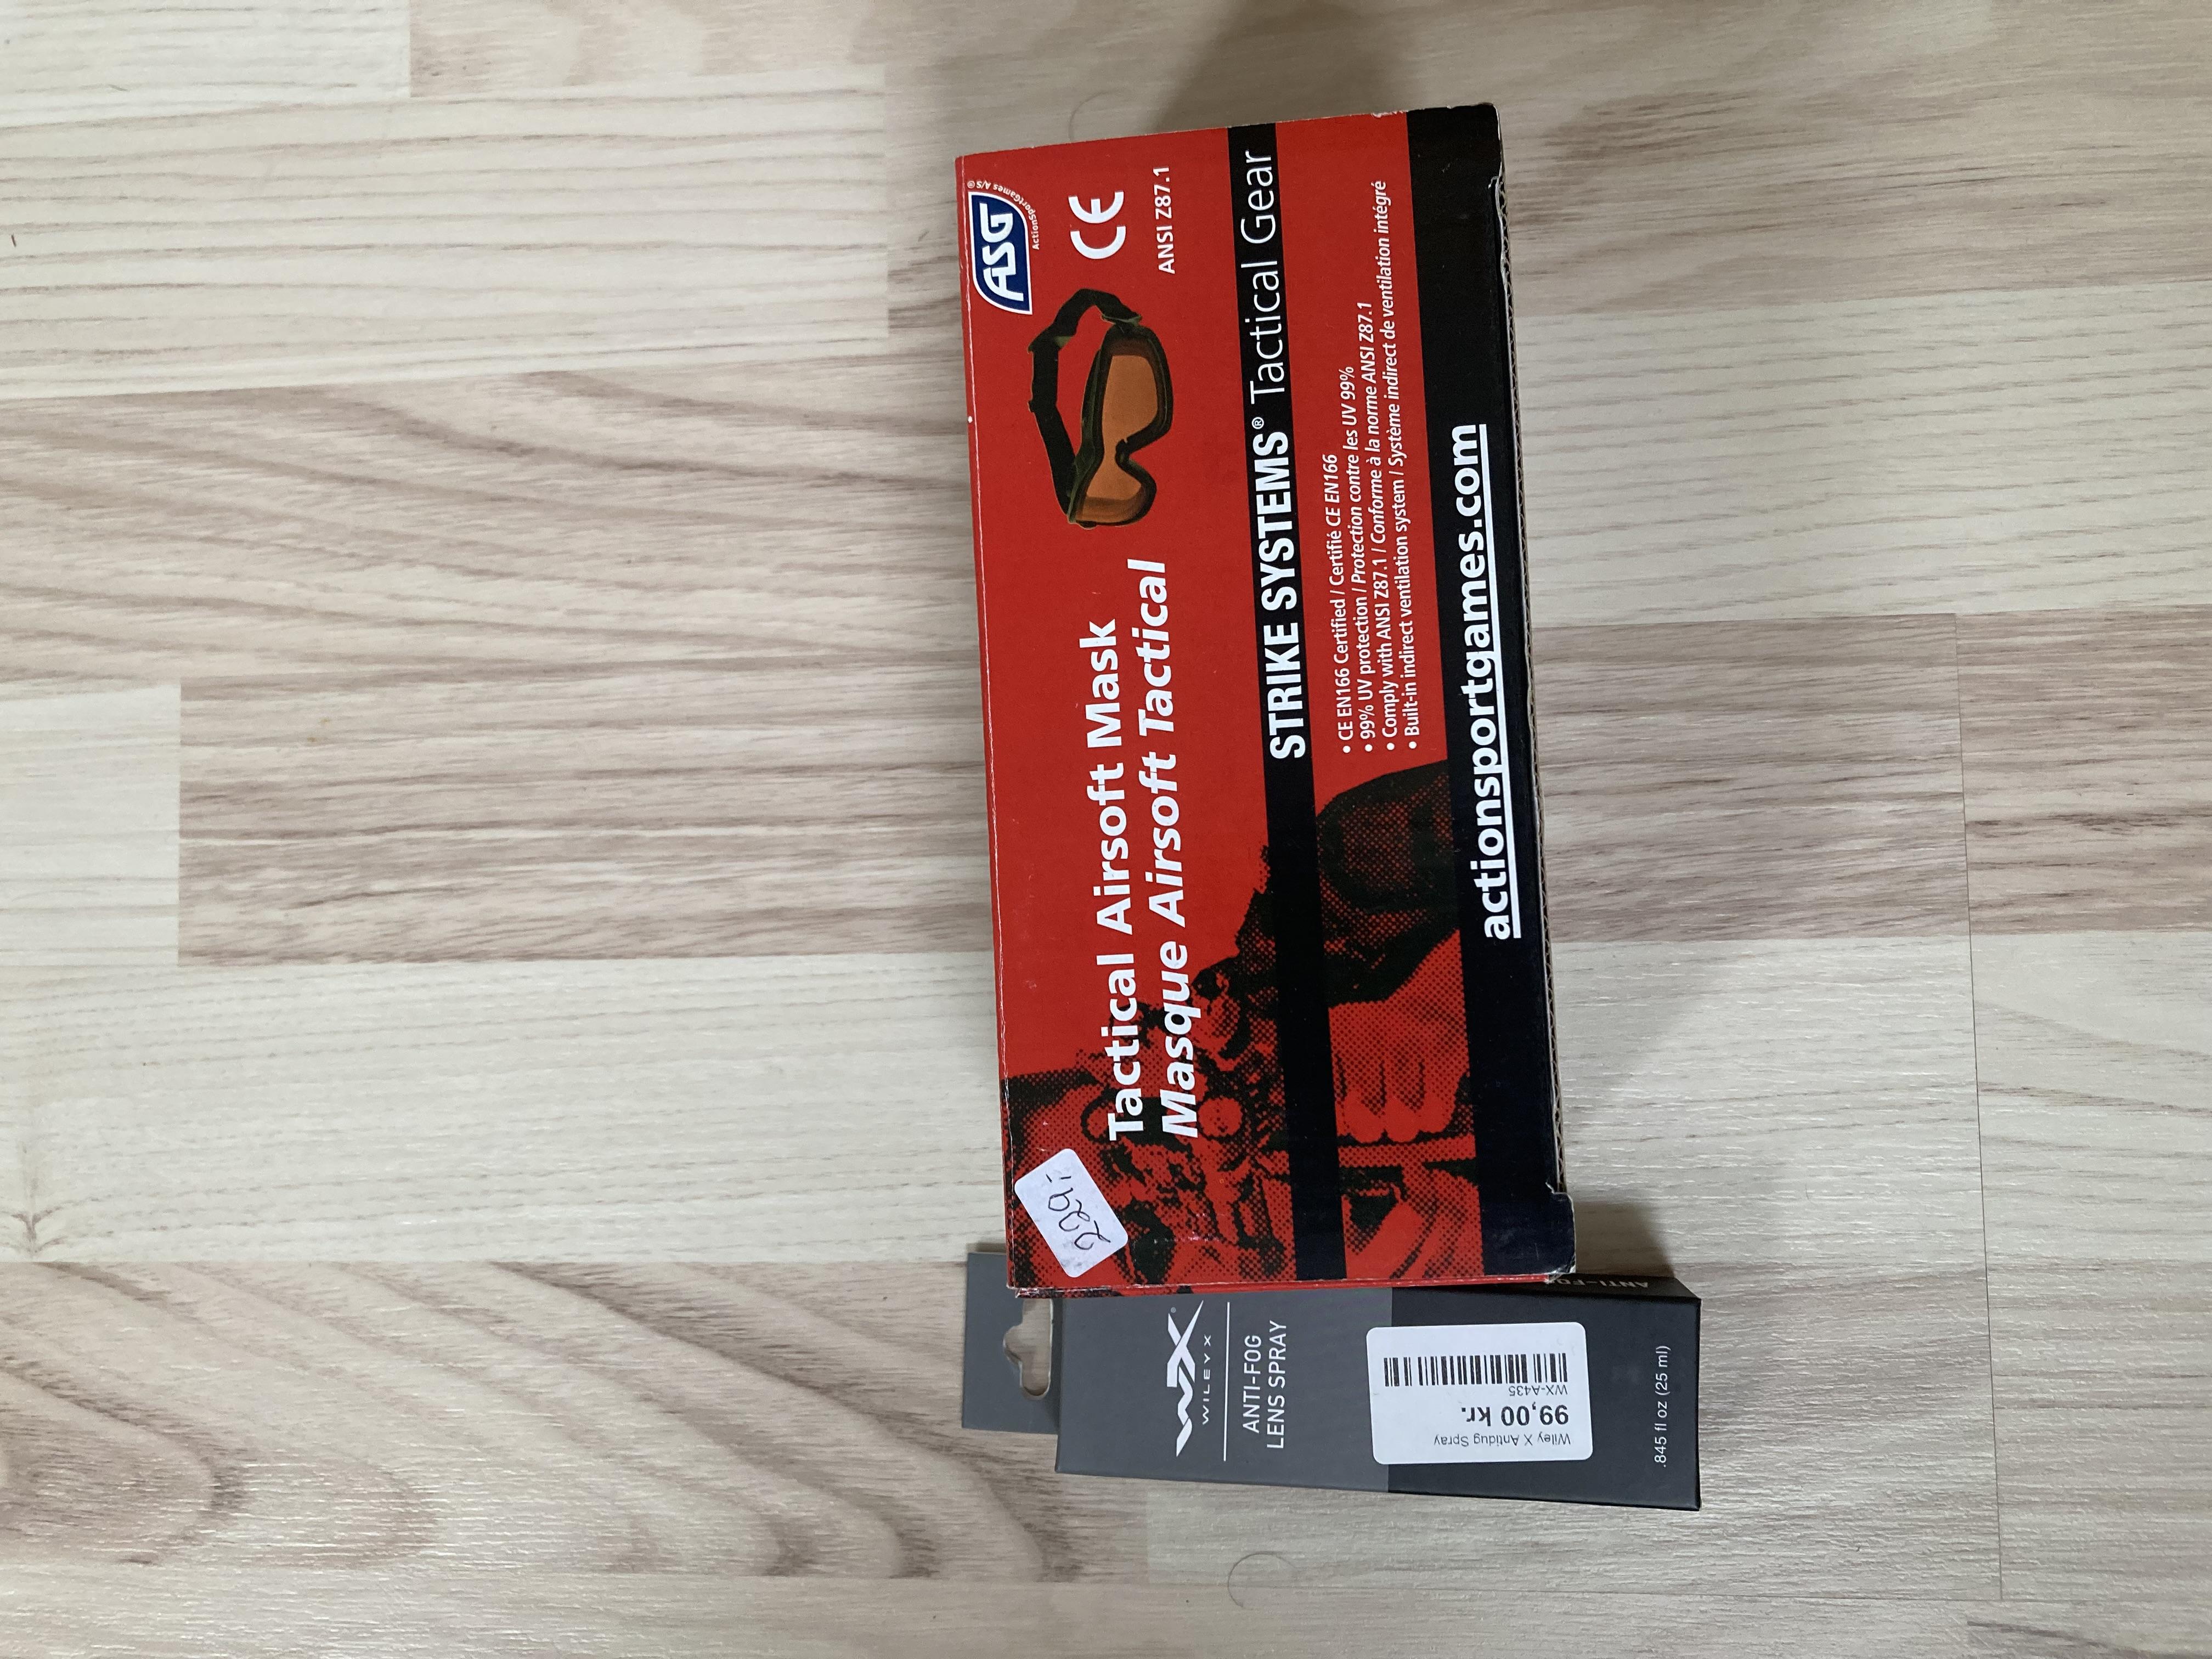 ASG
ActionSportGames A/S®
CE
ANSI Z87.1
Tactical Airsoft Mask
Masque Airsoft Tactical
STRIKE SYSTEMS® Tactical Gear
• CE EN166 Certified / Certifié CE EN166
• 99% UV protection / Protection contre les UV 99%
• Comply with ANSI Z87.1 / Conforme à la norme ANSI Z87.1
• Built-in indirect ventilation system / Système indirect de ventilation intégré
actionsportgames.com
229,-
WX®
WILEY X
ANTI-FOG
LENS SPRAY
Wiley X Antidug Spray
99,00 kr.
WX-A435
.845 fl oz (25 ml)